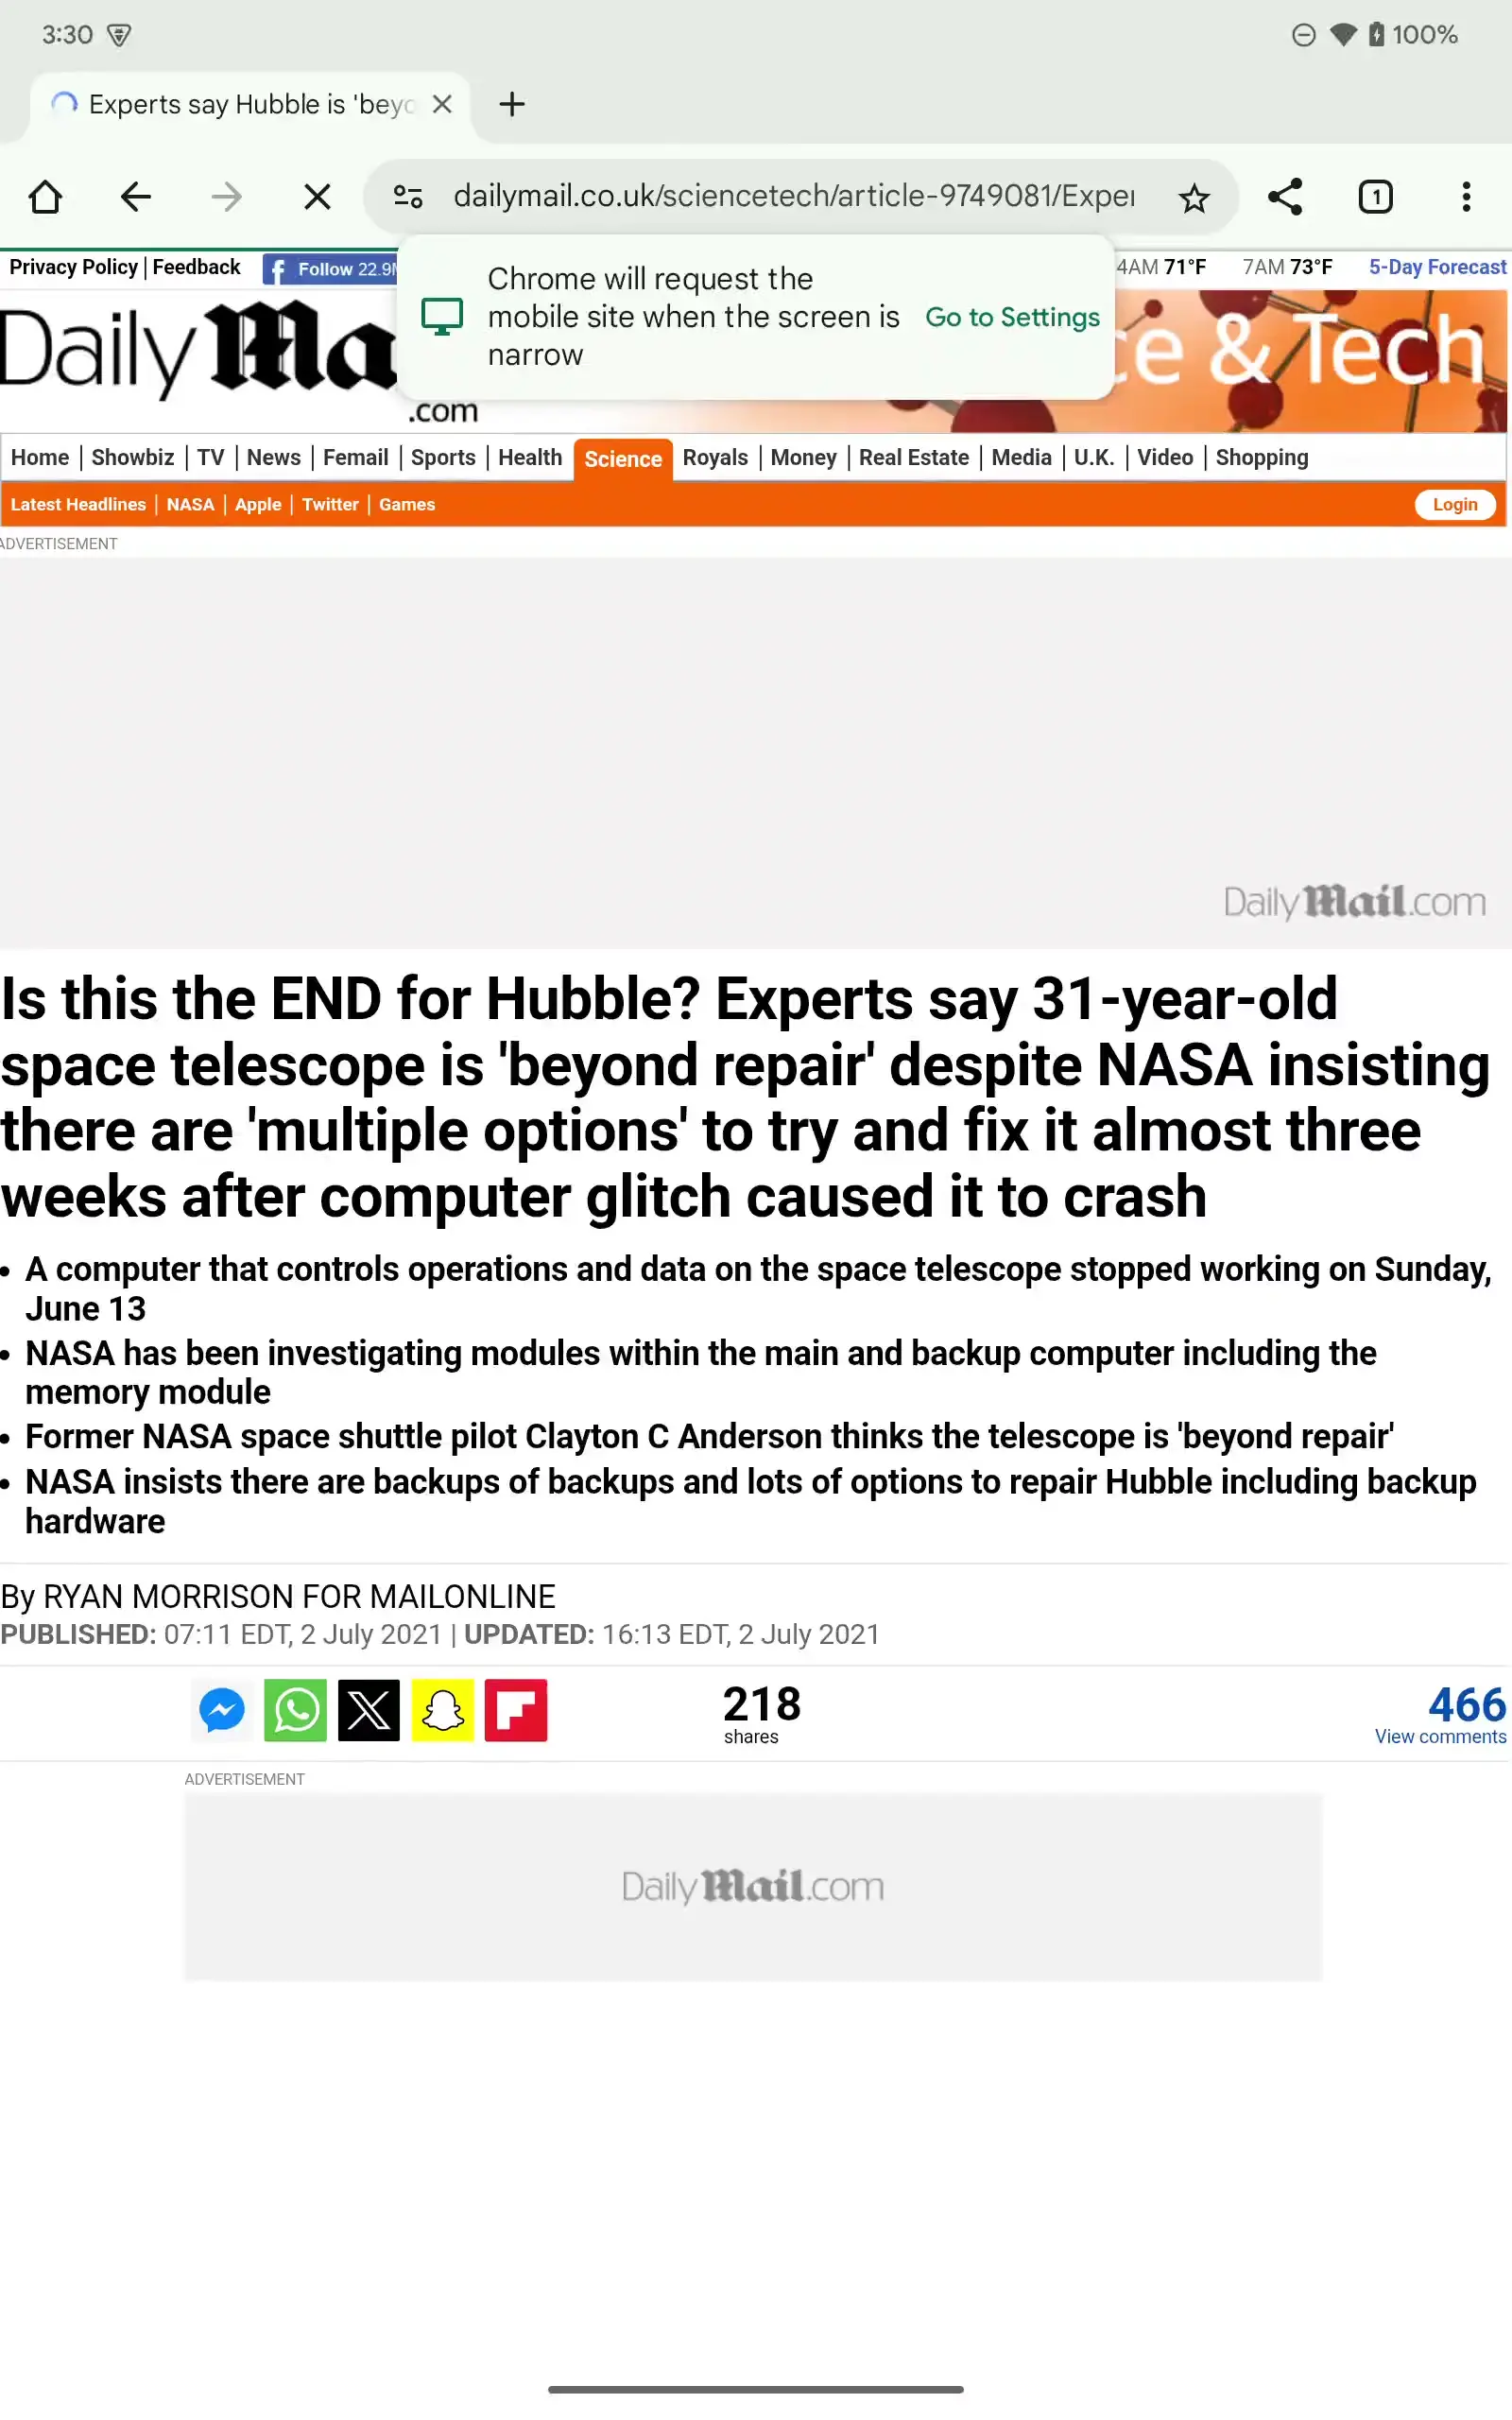 3:30
100%
Experts say Hubble is 'beyo
dailymail.co.uk/sciencetech/article-9749081/Exper
1
Privacy Policy | Feedback
Follow 22.9M
4AM 71°F 7AM 73°F 5-Day Forecast
Chrome will request the
mobile site when the screen is
narrow
Go to Settings
Daily Ma
.com
e & Tech
Home | Showbiz | TV | News | Femail | Sports | Health | Science | Royals | Money | Real Estate | Media | U.K. | Video | Shopping
Latest Headlines | NASA | Apple | Twitter | Games
Login
ADVERTISEMENT
Daily Mail.com
Is this the END for Hubble? Experts say 31-year-old
space telescope is 'beyond repair' despite NASA insisting
there are 'multiple options' to try and fix it almost three
weeks after computer glitch caused it to crash
• A computer that controls operations and data on the space telescope stopped working on Sunday,
June 13
• NASA has been investigating modules within the main and backup computer including the
memory module
• Former NASA space shuttle pilot Clayton C Anderson thinks the telescope is 'beyond repair'
• NASA insists there are backups of backups and lots of options to repair Hubble including backup
hardware
By RYAN MORRISON FOR MAILONLINE
PUBLISHED: 07:11 EDT, 2 July 2021 | UPDATED: 16:13 EDT, 2 July 2021
218
shares
466
View comments
ADVERTISEMENT
Daily Mail.com